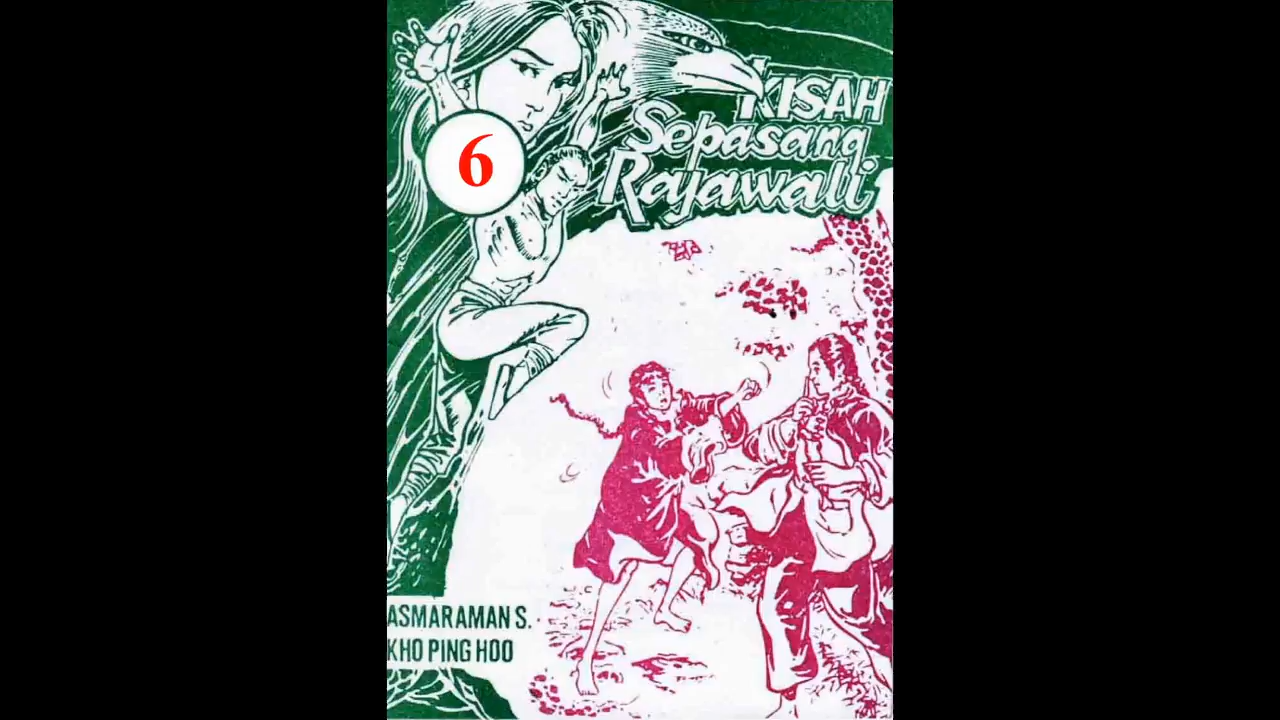 6
KISAH
Sepasang
Rajawali
ASMARAMAN S.
KHO PING HOO